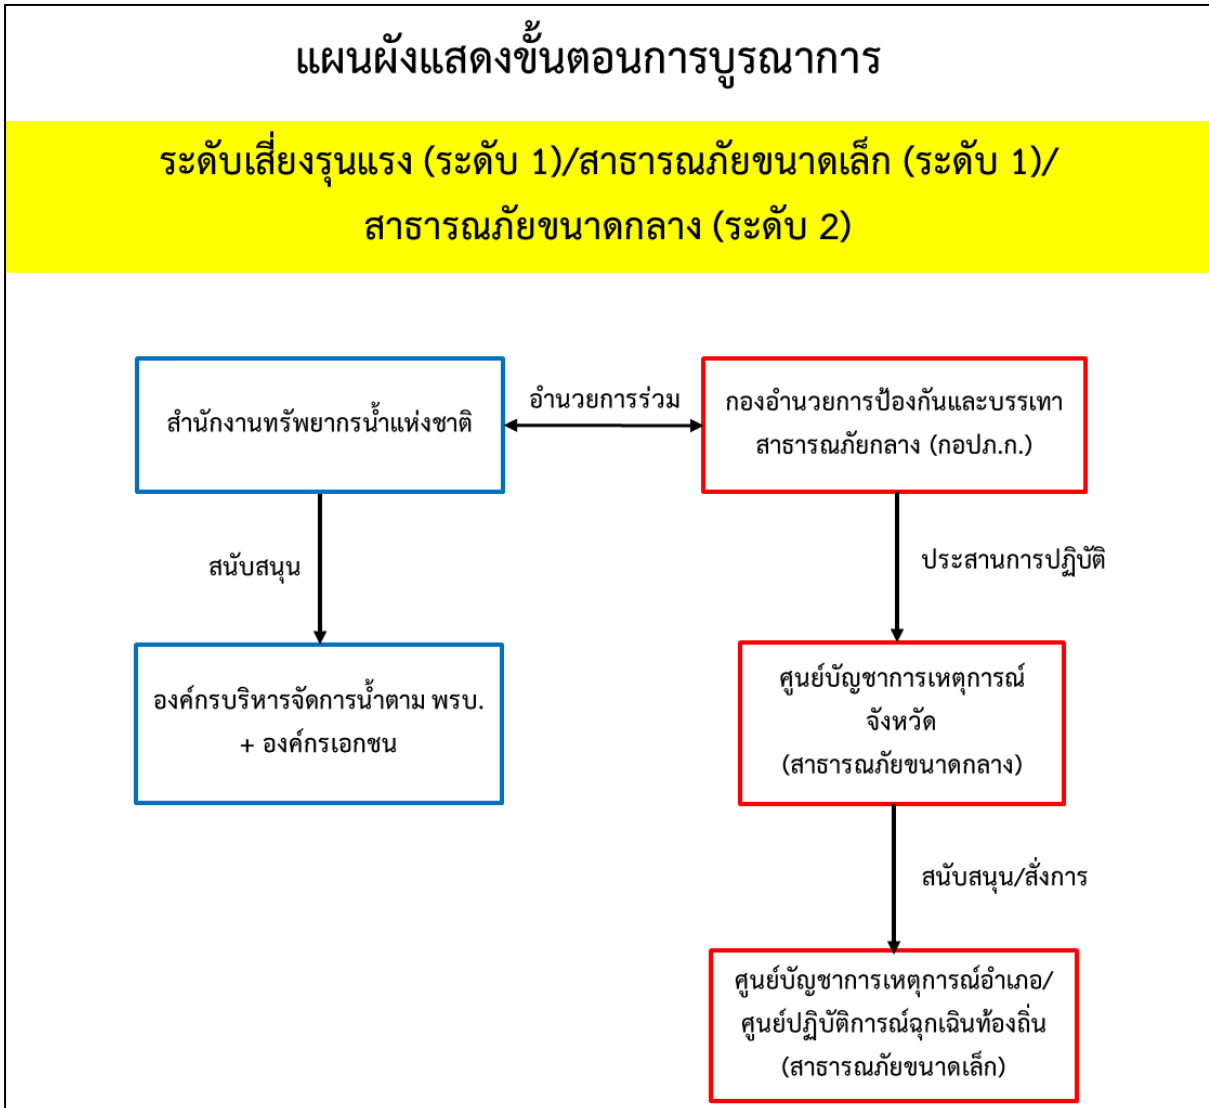 แผนผังแสดงขั้นตอนการบูรณาการ
ระดับเสี่ยงรุนแรง (ระดับ 1)/สาธารณภัยขนาดเล็ก (ระดับ 1)/
สาธารณภัยขนาดกลาง (ระดับ 2)
สำนักงานทรัพยากรน้ำแห่งชาติ
อำนวยการร่วม
กองอำนวยการป้องกันและบรรเทา
สาธารณภัยกลาง (กอปภ.ก.)
สนับสนุน
ประสานการปฏิบัติ
องค์กรบริหารจัดการน้ำตาม พรบ.
+ องค์กรเอกชน
ศูนย์บัญชาการเหตุการณ์
จังหวัด
(สาธารณภัยขนาดกลาง)
สนับสนุน/สั่งการ
ศูนย์บัญชาการเหตุการณ์อำเภอ/
ศูนย์ปฏิบัติการณ์ฉุกเฉินท้องถิ่น
(สาธารณภัยขนาดเล็ก)